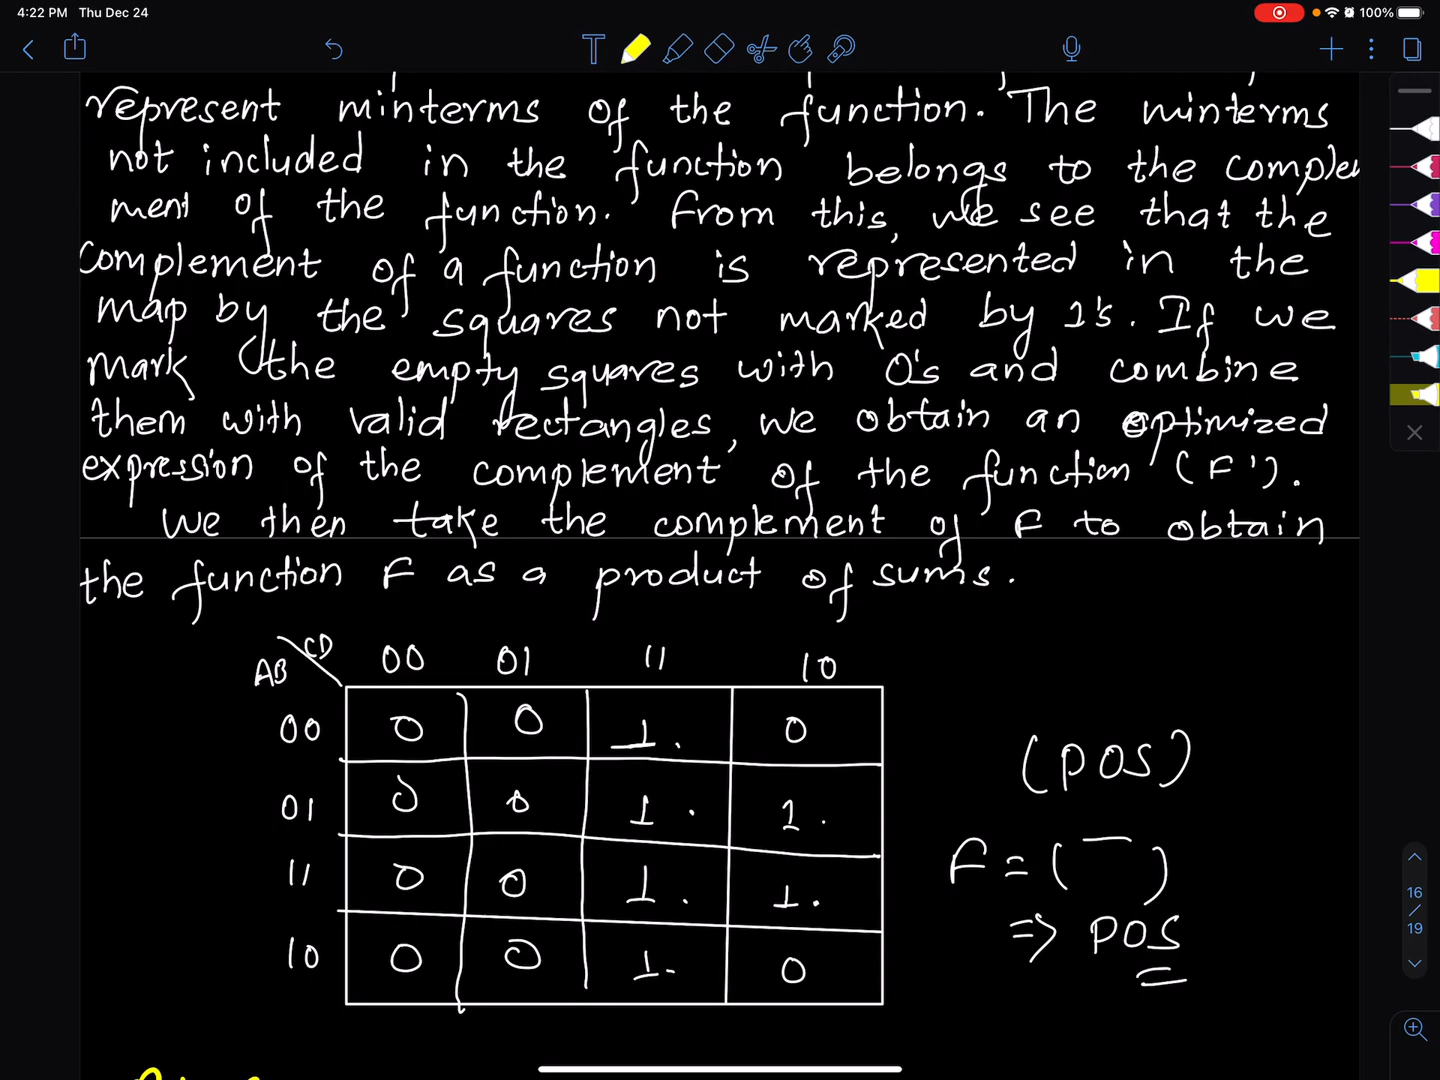 4:22 PM Thu Dec 24
100%
represent minterms of the function. The minterms
not included in the function belongs to the complem
ment of the function. From this, we see that the
complement of a function is represented in the
map by the squares not marked by 1's. If we
mark the empty squares with 0's and combine
them with valid rectangles, we obtain an optimized
expression of the complement of the function (F').
We then take the complement of F to obtain
the function F as a product of sums.
AB CD 00 01 11 10
00 0 0 1. 0
01 0 0 1. 1.
11 0 0 1. 1.
10 0 0 1. 0
(POS)
F = ( ‾ )
=> POS
16
/
19